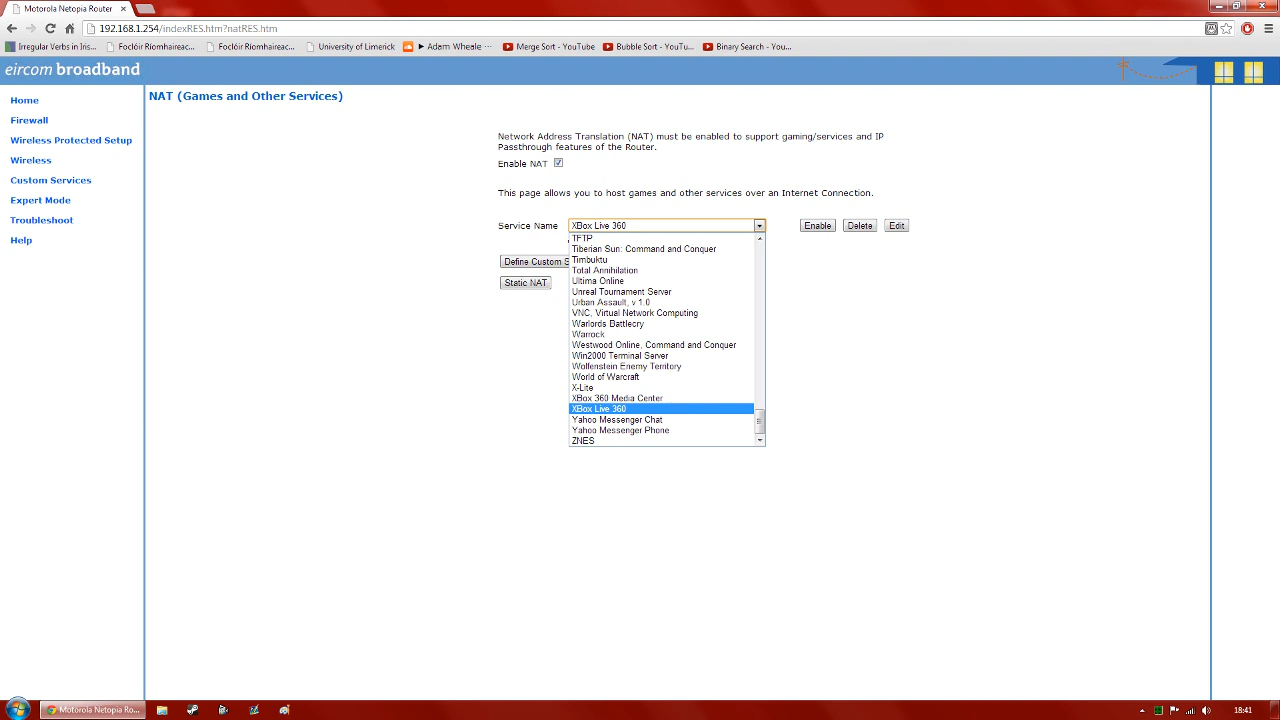 Motorola Netopia Router
192.168.1.254/indexRES.htm?natRES.htm
Irregular Verbs in Iris...
Foclóir Ríomhaireac...
Foclóir Ríomhaireac...
University of Limerick
► Adam Wheale ...
Merge Sort - YouTube
Bubble Sort - YouTu...
Binary Search - You...
eircom broadband
Home
Firewall
Wireless Protected Setup
Wireless
Custom Services
Expert Mode
Troubleshoot
Help
NAT (Games and Other Services)
Network Address Translation (NAT) must be enabled to support gaming/services and IP
Passthrough features of the Router.
Enable NAT
This page allows you to host games and other services over an Internet Connection.
Service Name XBox Live 360 Enable Delete Edit
TFTP
Tiberian Sun: Command and Conquer
Timbuktu
Define Custom S
Total Annihilation
Static NAT
Ultima Online
Unreal Tournament Server
Urban Assault, v 1.0
VNC, Virtual Network Computing
Warlords Battlecry
Warrock
Westwood Online, Command and Conquer
Win2000 Terminal Server
Wolfenstein Enemy Territory
World of Warcraft
X-Lite
XBox 360 Media Center
XBox Live 360
Yahoo Messenger Chat
Yahoo Messenger Phone
ZNES
Motorola Netopia Ro...
18:41